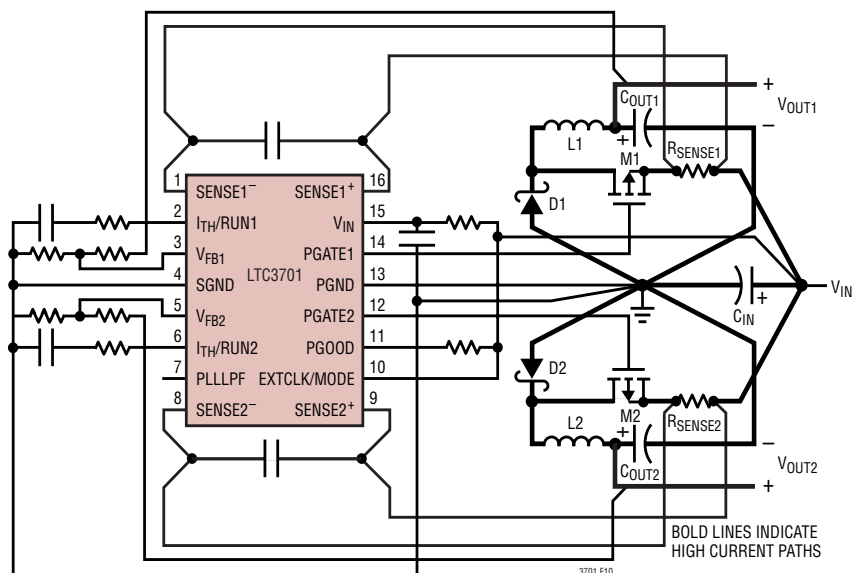 +
COUT1
VOUT1
L1
+
M1
RSENSE1
−
1 SENSE1− SENSE1+ 16
2 ITH/RUN1 VIN 15
D1
3 VFB1 PGATE1 14
4 SGND LTC3701 PGND 13
VIN
5 VFB2 PGATE2 12
CIN +
6 ITH/RUN2 PGOOD 11
7 PLLLPF EXTCLK/MODE 10
D2
8 SENSE2− SENSE2+ 9
M2
RSENSE2
L2
+
−
COUT2
VOUT2
+
BOLD LINES INDICATE
HIGH CURRENT PATHS
3701 F10